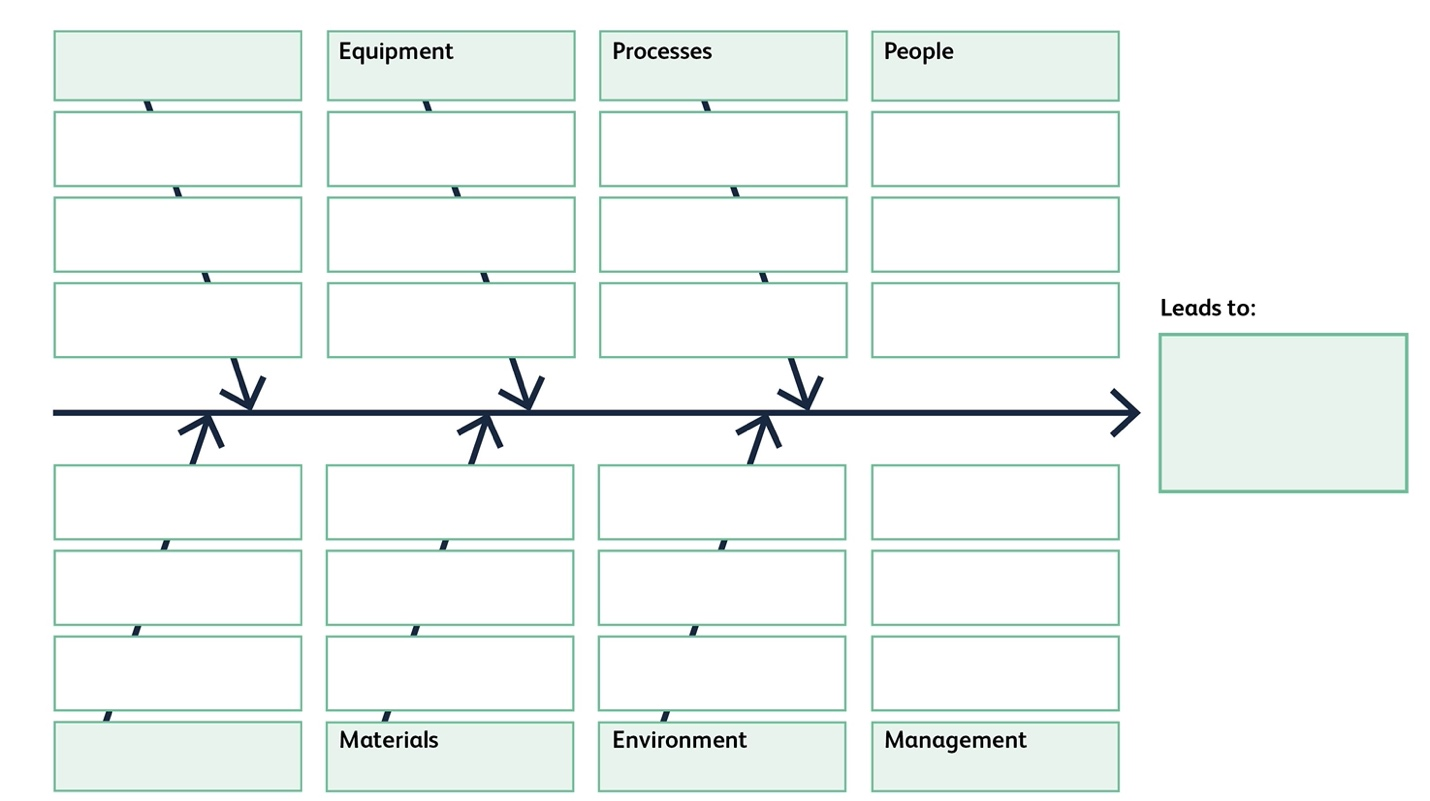 Equipment
Processes
People
Leads to:
Materials
Environment
Management